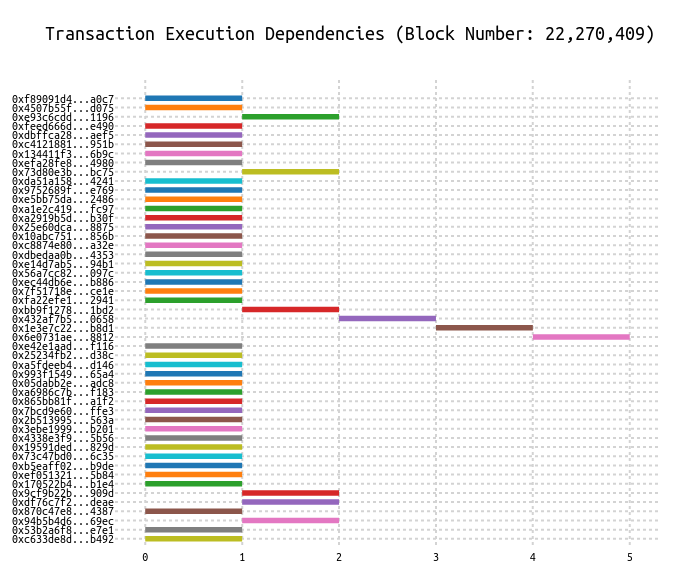 Transaction Execution Dependencies (Block Number: 22,270,409)
0xf89091d4...a0c7
0x4507b55f...d075
0xe93c6cdd...1196
0xfeed666d...e490
0xdbffca28...aef5
0xc4121881...951b
0x134411f3...6b9c
0xefa28fe8...4980
0x73d80e3b...bc75
0xda51a158...4241
0x9752689f...e769
0xe5bb75da...2486
0xa1e2c419...fc97
0xa2919b5d...b30f
0x25e60dca...8875
0x10abc751...856b
0xc8874e80...a32e
0xdbedaa0b...4353
0xe14d7ab5...94b1
0x56a7cc82...097c
0xec44db6e...b886
0x7f51718e...ce1e
0xfa22efe1...2941
0xbb9f1278...1bd2
0x432af7b5...0658
0x1e3e7c22...b8d1
0x6e0731ae...8812
0xe42e1aad...f116
0x25234fb2...d38c
0xa5fdeeb4...d146
0x993f1549...65a4
0x05dabb2e...adc8
0xa6986c7b...f183
0x865bb81f...a1f2
0x7bcd9e60...ffe3
0x2b513995...563a
0x3ebe1999...b201
0x4338e3f9...5b56
0x19591ded...829d
0x73c47bd0...6c35
0xb5eaff02...b9de
0xef051321...5b84
0x170522b4...b1e4
0x9cf9b22b...909d
0xdf76c7f2...deae
0x870c47e8...4387
0x94b5b4d6...69ec
0x53b2a6f8...e7e1
0xc633de8d...b492
0 1 2 3 4 5